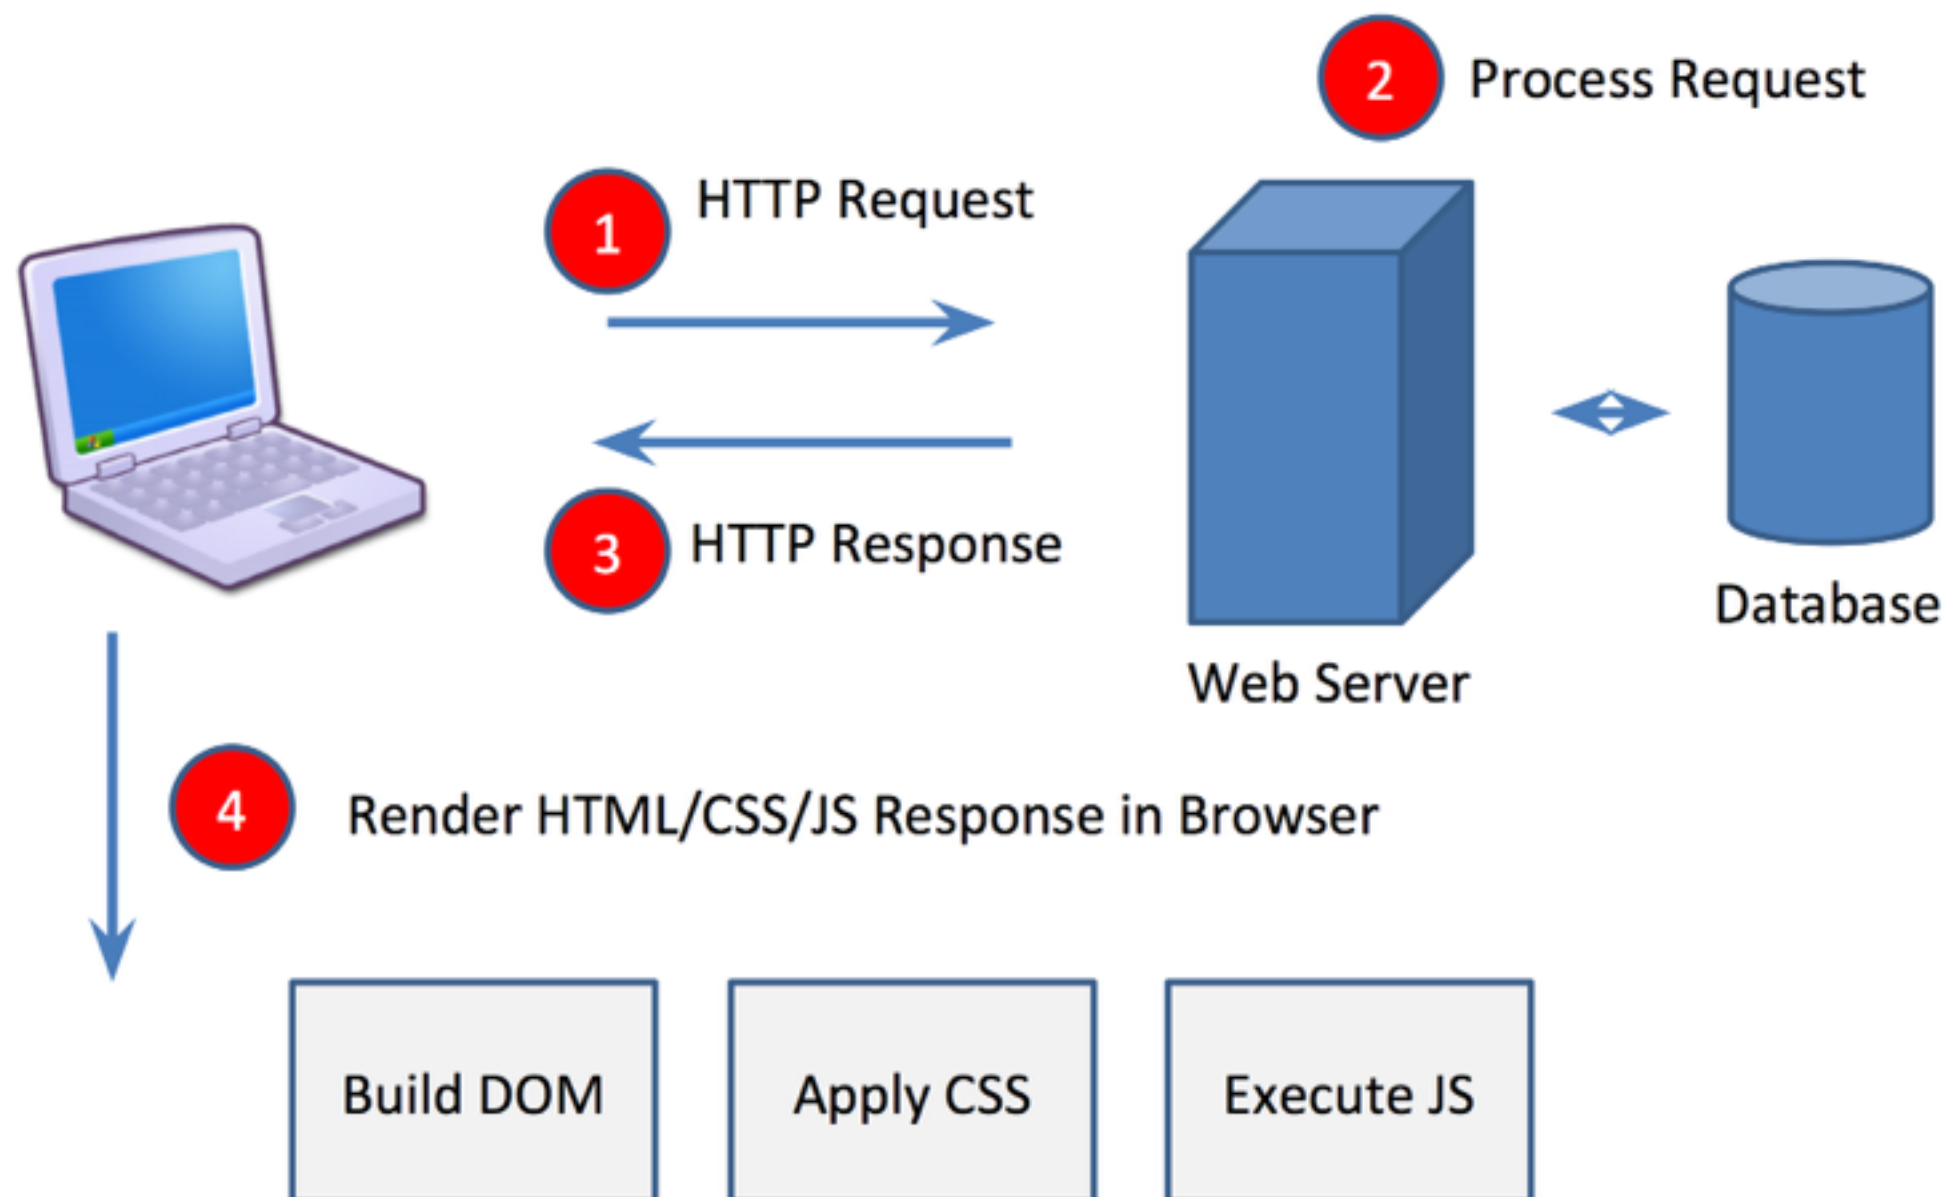 2
Process Request
1
HTTP Request
3
HTTP Response
Database
Web Server
4
Render HTML/CSS/JS Response in Browser
Build DOM
Apply CSS
Execute JS